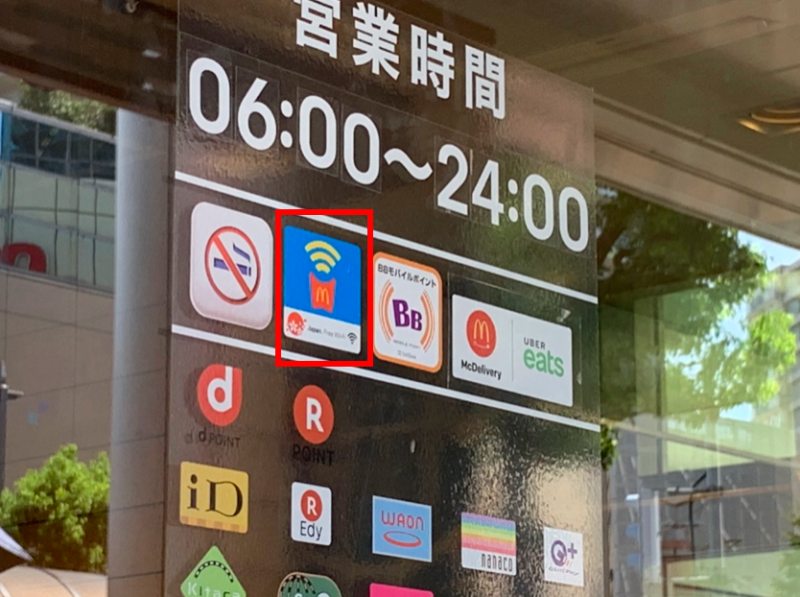 営業時間
06:00~24:00
Japan. Free Wi-Fi
BBモバイルポイント
BB
McDelivery
UBER
eats
d POINT
R
POINT
iD
R
Edy
WAON
nanaco
Q+
Kitaca